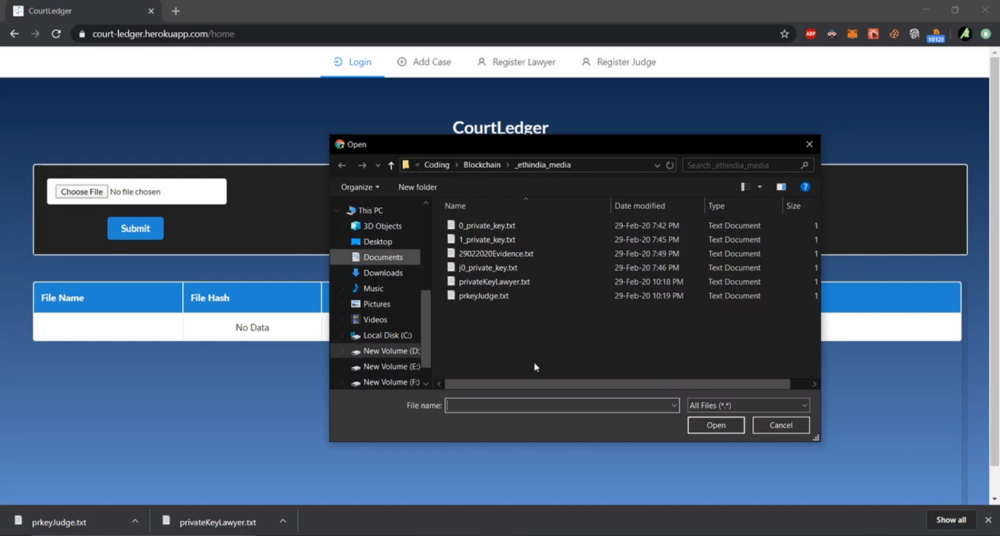 CourtLedger
court-ledger.herokuapp.com/home
ABP
1012€
Login
Add Case
Register Lawyer
Register Judge
CourtLedger
Choose File No file chosen
Submit
File Name
File Hash
No Data
Open
« Coding › Blockchain › _ethindia_media
Search _ethindia_media
Organize
New folder
?
This PC
3D Objects
Desktop
Documents
Downloads
Music
Pictures
Videos
Local Disk (C:)
New Volume (D:
New Volume (E:)
New Volume (F:)
Name Date modified Type Size
0_private_key.txt 29-Feb-20 7:42 PM Text Document 1
1_private_key.txt 29-Feb-20 7:45 PM Text Document 1
29022020Evidence.txt 29-Feb-20 7:49 PM Text Document 1
j0_private_key.txt 29-Feb-20 7:46 PM Text Document 1
privateKeyLawyer.txt 29-Feb-20 10:18 PM Text Document 1
prkeyJudge.txt 29-Feb-20 10:19 PM Text Document 1
File name:
All Files (*.*)
Open
Cancel
prkeyJudge.txt
privateKeyLawyer.txt
Show all